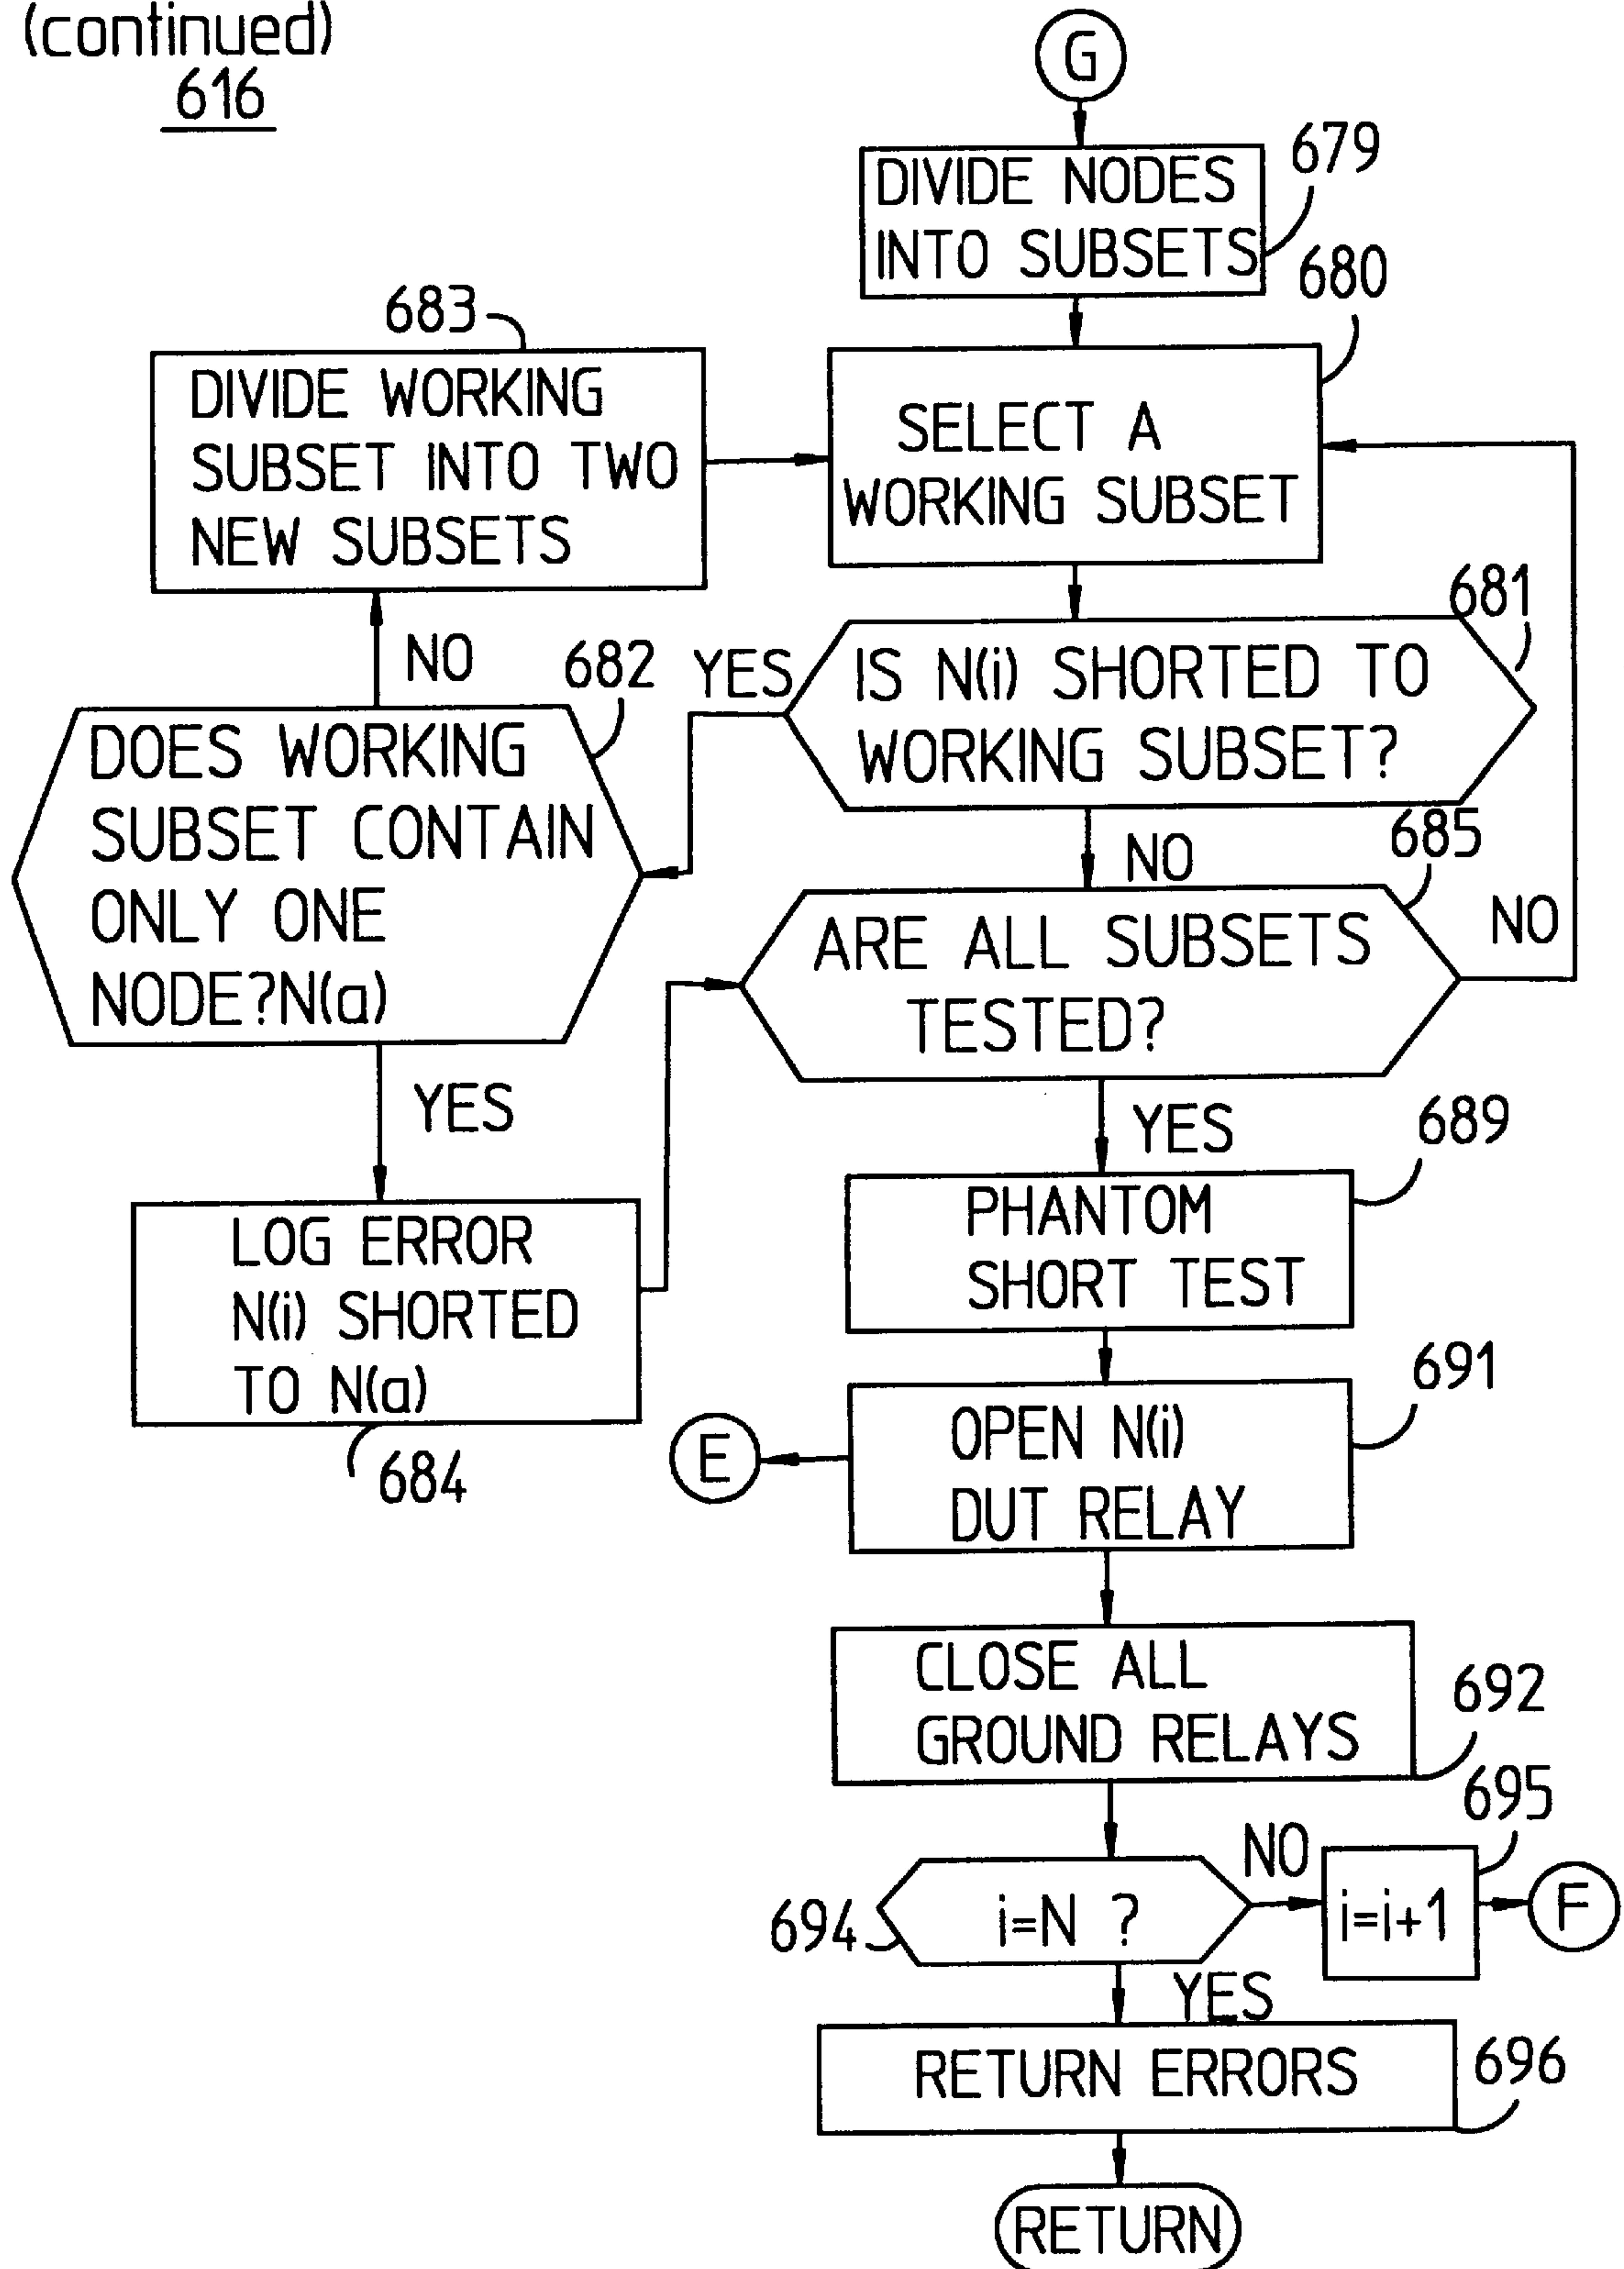 (continued)
616
G
DIVIDE NODES
INTO SUBSETS
679
680
683
DIVIDE WORKING
SUBSET INTO TWO
NEW SUBSETS
SELECT A
WORKING SUBSET
681
NO
682
YES
IS N(i) SHORTED TO
WORKING SUBSET?
DOES WORKING
SUBSET CONTAIN
ONLY ONE
NODE?N(a)
NO
685
ARE ALL SUBSETS
TESTED?
NO
YES
YES
689
LOG ERROR
N(i) SHORTED
TO N(a)
684
PHANTOM
SHORT TEST
691
E
OPEN N(i)
DUT RELAY
CLOSE ALL
GROUND RELAYS
692
695
694
i=N ?
NO
i=i+1
F
YES
RETURN ERRORS
696
RETURN